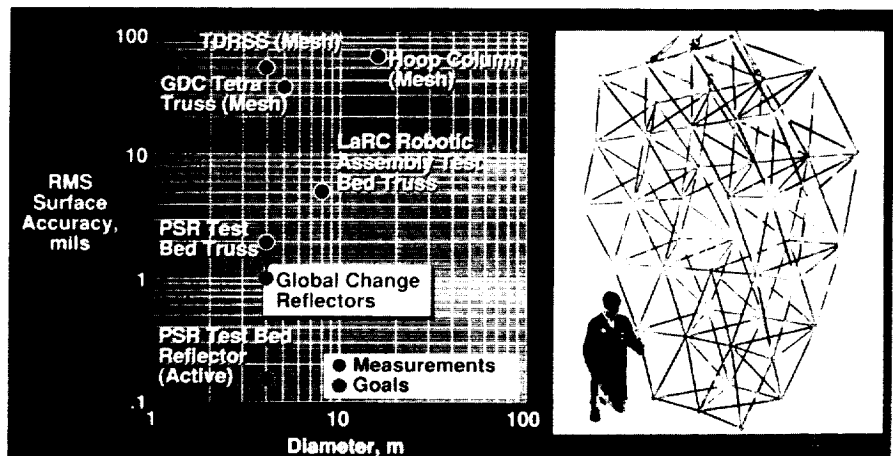 100
TDRSS (Mesh)
Hoop Column
(Mesh)
GDC Tetra
Truss (Mesh)
LaRC Robotic
Assembly Test
Bed Truss
10
RMS
Surface
Accuracy,
mils
PSR Test
Bed Truss
Global Change
Reflectors
1
PSR Test Bed
Reflector
(Active)
Measurements
Goals
.1
1
10
100
Diameter, m